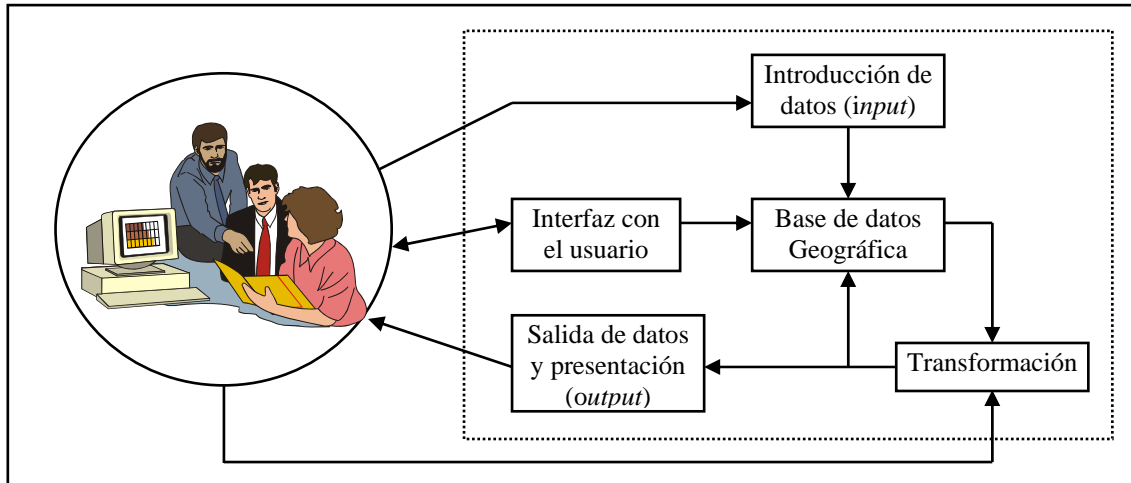 Introducción de
datos (input)
Interfaz con
el usuario
Base de datos
Geográfica
Salida de datos
y presentación
(output)
Transformación